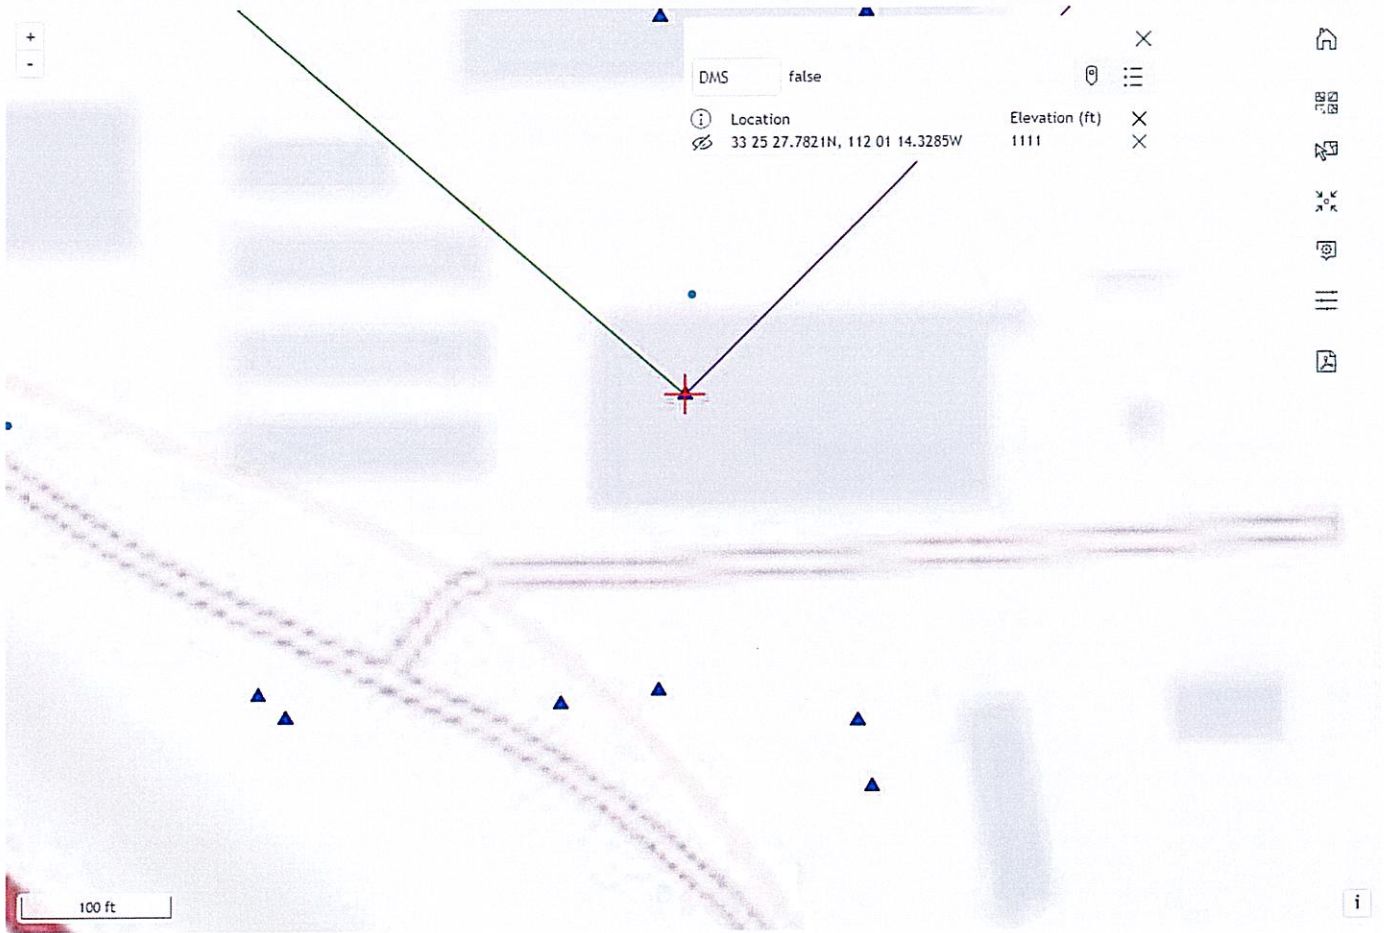 +
-
DMS false
Location Elevation (ft)
33 25 27.7821N, 112 01 14.3285W 1111
100 ft
i